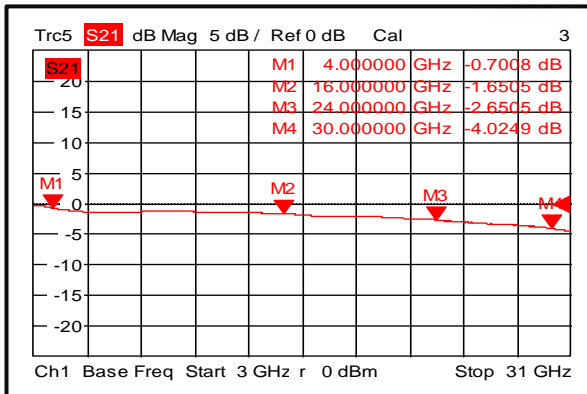 Trc5 S21 dB Mag 5 dB / Ref 0 dB Cal 3
S21
M1 4.000000 GHz -0.7008 dB
M2 16.000000 GHz -1.6505 dB
M3 24.000000 GHz -2.6505 dB
M4 30.000000 GHz -4.0249 dB
20
15
10
5
M1 M2 M3 M4
0
-5
-10
-15
-20
Ch1 Base Freq Start 3 GHz r 0 dBm Stop 31 GHz